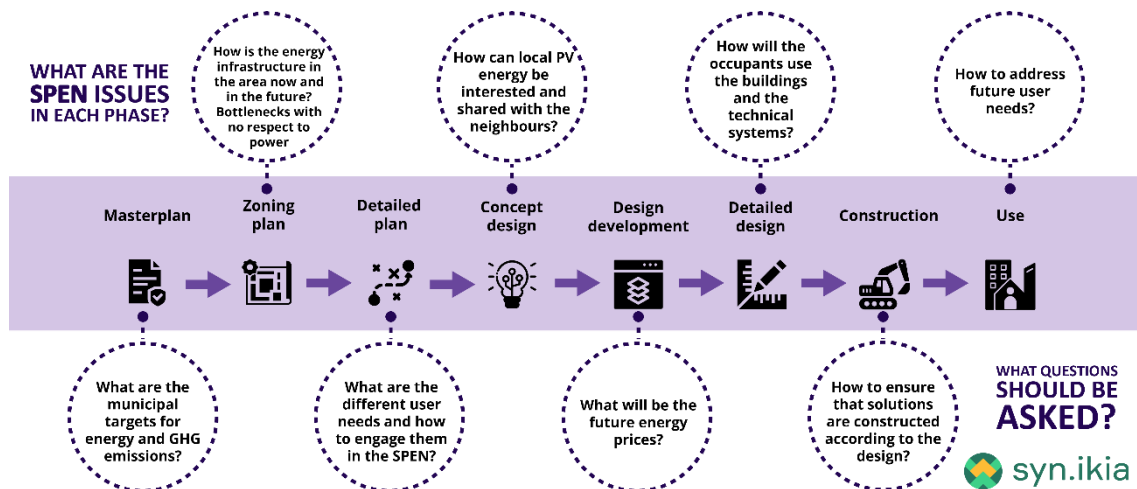 WHAT ARE THE
SPEN ISSUES
IN EACH PHASE?
How is the energy
infrastructure in
the area now and
in the future?
Bottlenecks with
no respect to
power
How can local PV
energy be
interested and
shared with the
neighbours?
How will the
occupants use
the buildings
and the
technical
systems?
How to address
future user
needs?
Masterplan
Zoning
plan
Detailed
plan
Concept
design
Design
development
Detailed
design
Construction
Use
What are the
municipal
targets for
energy and GHG
emissions?
What are the
different user
needs and how
to engage them
in the SPEN?
What will be the
future energy
prices?
How to ensure
that solutions
are constructed
according to the
design?
WHAT QUESTIONS
SHOULD BE
ASKED?
syn.ikia